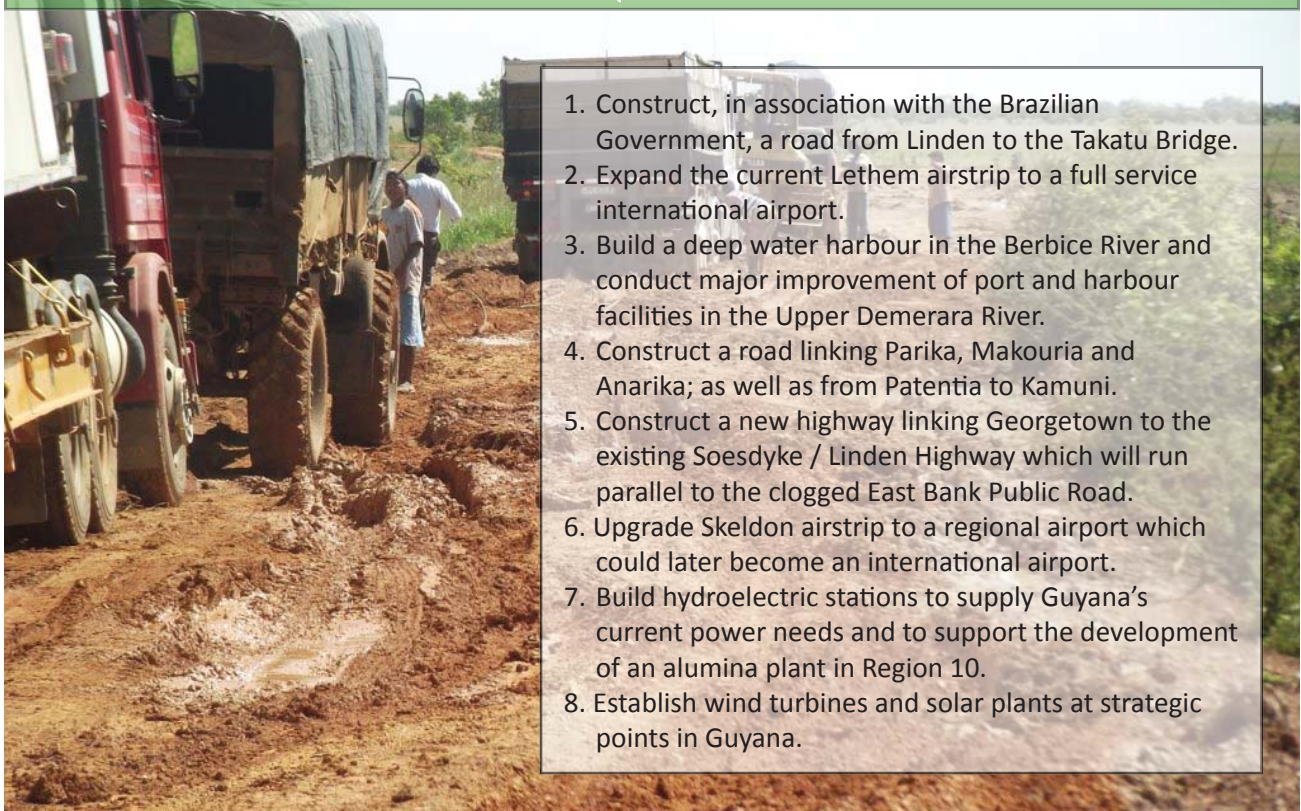 1. Construct, in association with the Brazilian
Government, a road from Linden to the Takatu Bridge.
2. Expand the current Lethem airstrip to a full service
international airport.
3. Build a deep water harbour in the Berbice River and
conduct major improvement of port and harbour
facilities in the Upper Demerara River.
4. Construct a road linking Parika, Makouria and
Anarika; as well as from Patentia to Kamuni.
5. Construct a new highway linking Georgetown to the
existing Soesdyke / Linden Highway which will run
parallel to the clogged East Bank Public Road.
6. Upgrade Skeldon airstrip to a regional airport which
could later become an international airport.
7. Build hydroelectric stations to supply Guyana’s
current power needs and to support the development
of an alumina plant in Region 10.
8. Establish wind turbines and solar plants at strategic
points in Guyana.